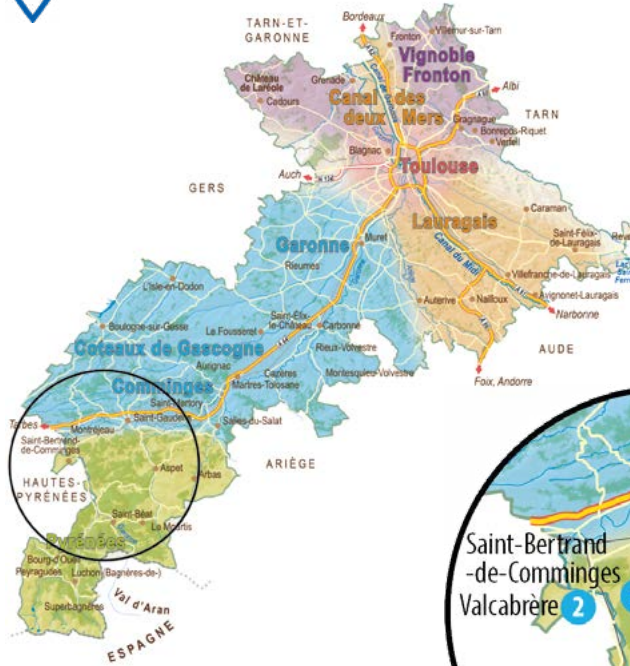 Bordeaux
TARN-ET-
GARONNE
Fronton
Villemur-sur-Tarn
Vignoble
Fronton
Château
de Laréole
Grenade
Cadours
Canal des
deux Mers
Albi
TARN
Gragnague
Bonrepos-Riquet
Verfeil
Blagnac
Toulouse
Auch
GERS
Lauragais
Caraman
Saint-Félix-
de-Lauragais
Garonne
Muret
Canal du Midi
Rieumes
Villefranche-de-Lauragais
L'Isle-en-Dodon
Auterive
Nailloux
Avignonet-Lauragais
Narbonne
Boulogne-sur-Gesse
Le Fousseret
Saint-Élix-
le-Château
Carbonne
AUDE
Coteaux de Gascogne
Rieux-Volvestre
Aurignac
Cazères
Montesquieu-Volvestre
Foix, Andorre
Comminges
Martres-Tolosane
Saint-Martory
Tarbes
Saint-Gaudens
Salies-du-Salat
Montréjeau
Saint-Bertrand-
de-Comminges
Aspet
Arbas
ARIÈGE
HAUTES-
PYRÉNÉES
Saint-Béat
Le Mourtis
Pyrénées
Bourg-d'Oueil
Peyragudes
Luchon (Bagnères-de-)
Superbagnères
Val d'Aran
ESPAGNE
Saint-Bertrand
-de-Comminges
Valcabrère 2